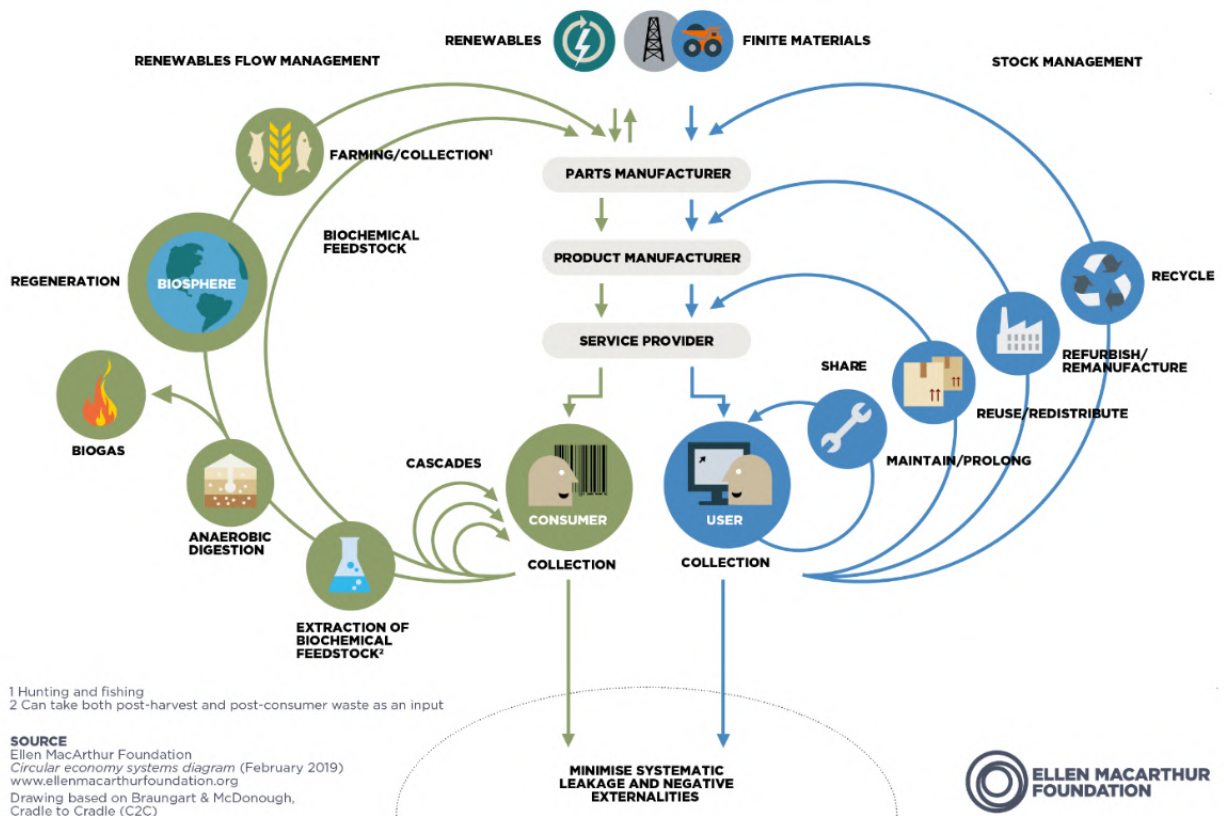 RENEWABLES
FINITE MATERIALS
RENEWABLES FLOW MANAGEMENT
STOCK MANAGEMENT
FARMING/COLLECTION¹
PARTS MANUFACTURER
BIOCHEMICAL
FEEDSTOCK
PRODUCT MANUFACTURER
REGENERATION
BIOSPHERE
RECYCLE
SERVICE PROVIDER
SHARE
REFURBISH/
REMANUFACTURE
REUSE/REDISTRIBUTE
BIOGAS
CASCADES
MAINTAIN/PROLONG
CONSUMER
USER
ANAEROBIC
DIGESTION
COLLECTION
COLLECTION
EXTRACTION OF
BIOCHEMICAL
FEEDSTOCK²
1 Hunting and fishing
2 Can take both post-harvest and post-consumer waste as an input
SOURCE
Ellen MacArthur Foundation
Circular economy systems diagram (February 2019)
www.ellenmacarthurfoundation.org
Drawing based on Braungart & McDonough,
Cradle to Cradle (C2C)
MINIMISE SYSTEMATIC
LEAKAGE AND NEGATIVE
EXTERNALITIES
ELLEN MACARTHUR
FOUNDATION